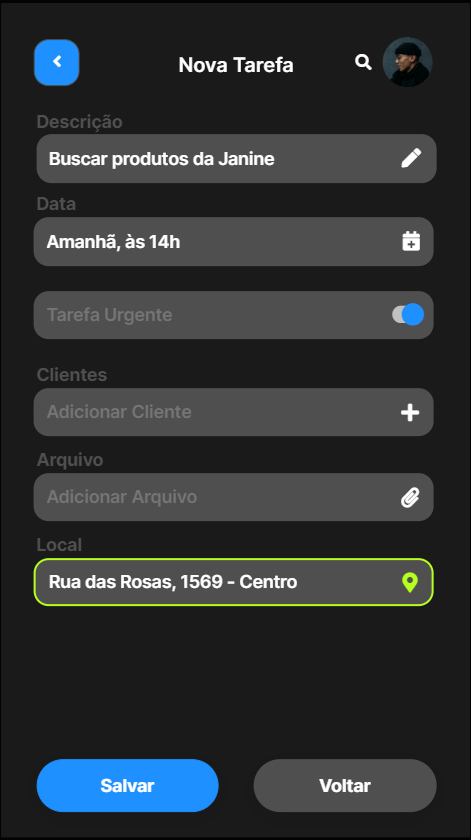 Nova Tarefa
Descrição
Buscar produtos da Janine
Data
Amanhã, às 14h
Tarefa Urgente
Clientes
Adicionar Cliente
Arquivo
Adicionar Arquivo
Local
Rua das Rosas, 1569 - Centro
Salvar
Voltar